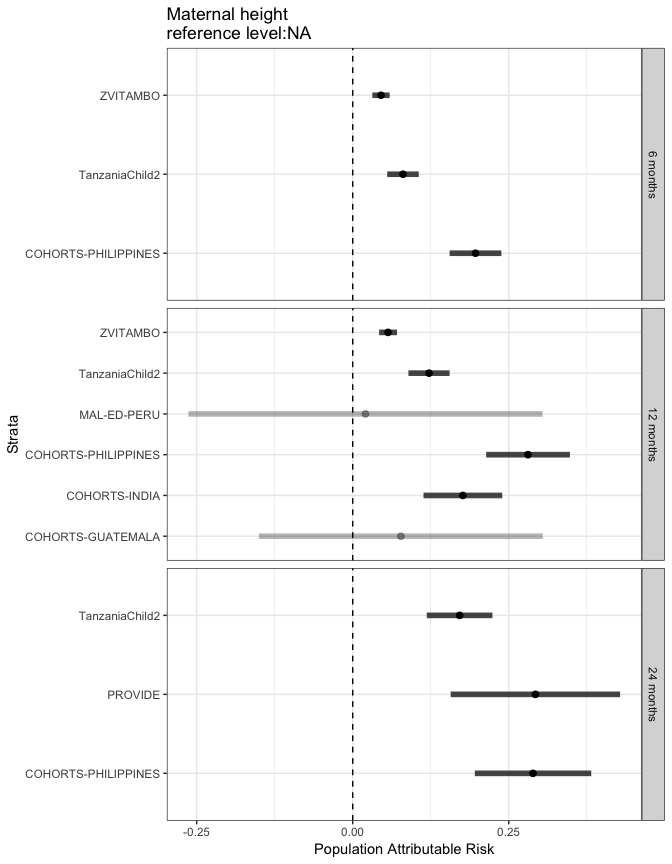 Maternal height
reference level:NA
ZVITAMBO
TanzaniaChild2
COHORTS-PHILIPPINES
6 months
ZVITAMBO
TanzaniaChild2
MAL-ED-PERU
COHORTS-PHILIPPINES
COHORTS-INDIA
COHORTS-GUATEMALA
12 months
Strata
TanzaniaChild2
PROVIDE
COHORTS-PHILIPPINES
24 months
-0.25 0.00 0.25
Population Attributable Risk